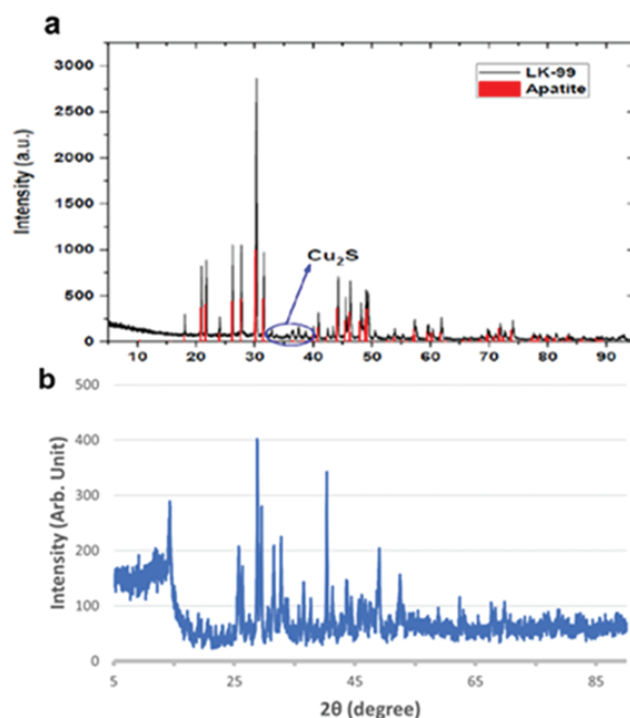 a
3000
2500
2000
1500
1000
500
0
Intensity (a.u.)
LK-99
Apatite
Cu₂S
10 20 30 40 50 60 70 80 90
b
500
400
300
200
100
0
Intensity (Arb. Unit)
5 25 45 65 85
2θ (degree)